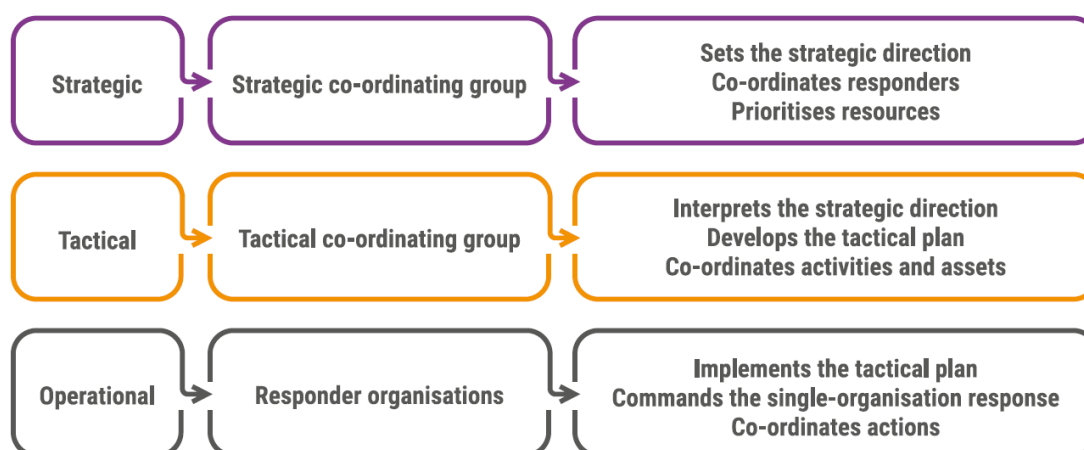 Strategic
Strategic co-ordinating group
Sets the strategic direction
Co-ordinates responders
Prioritises resources
Tactical
Tactical co-ordinating group
Interprets the strategic direction
Develops the tactical plan
Co-ordinates activities and assets
Operational
Responder organisations
Implements the tactical plan
Commands the single-organisation response
Co-ordinates actions